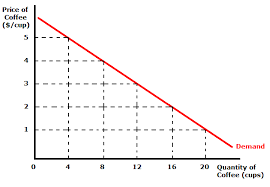 Price of
Coffee
($/cup)
5
4
3
2
1
Demand
0 4 8 12 16 20 Quantity of
Coffee (cups)